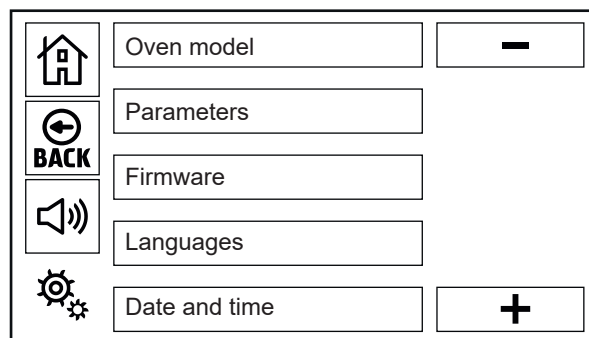 Oven model
−
Parameters
BACK
Firmware
Languages
Date and time
+